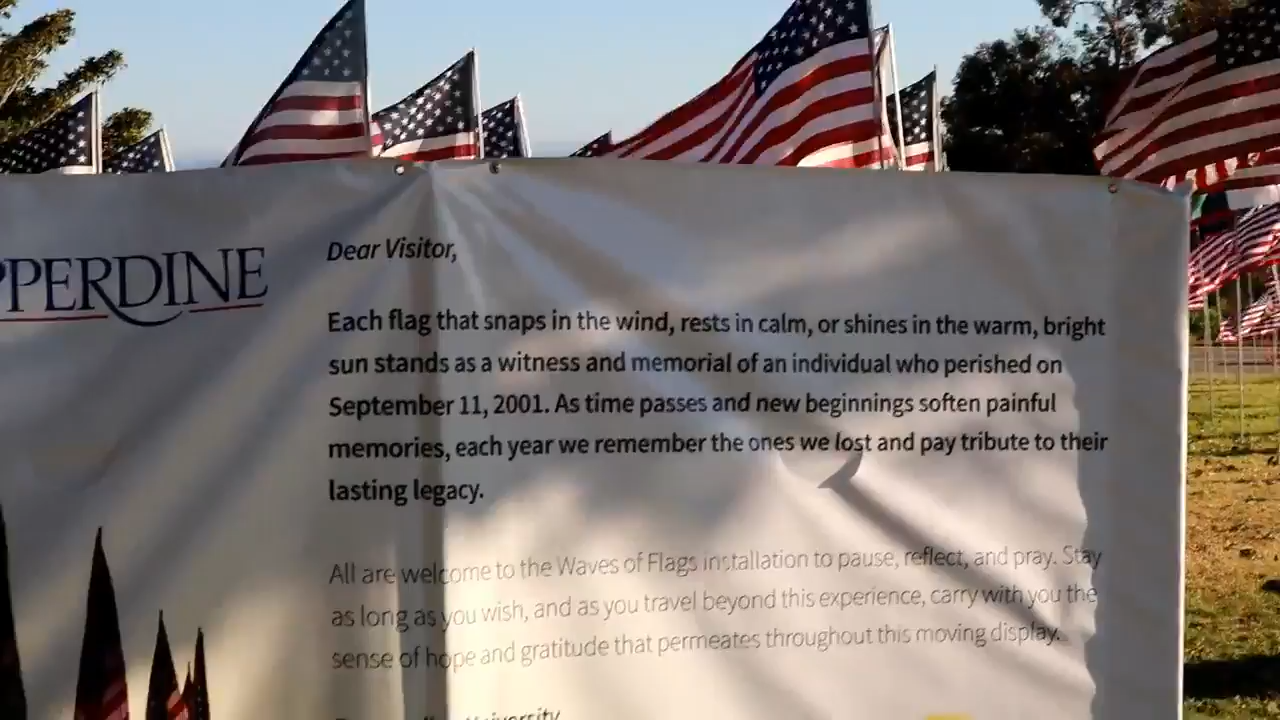 PPERDINE
Dear Visitor,
Each flag that snaps in the wind, rests in calm, or shines in the warm, bright
sun stands as a witness and memorial of an individual who perished on
September 11, 2001. As time passes and new beginnings soften painful
memories, each year we remember the ones we lost and pay tribute to their
lasting legacy.
All are welcome to the Waves of Flags installation to pause, reflect, and pray. Stay
as long as you wish, and as you travel beyond this experience, carry with you the
sense of hope and gratitude that permeates throughout this moving display.
University